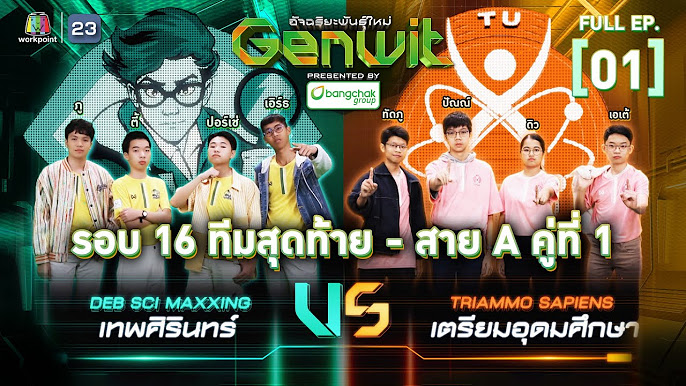 workpoint 23
อัจฉริยะพันธุ์ใหม่
Genwit
PRESENTED BY
bangchak
group
TU
FULL EP.
[01]
ภู
ตี้
ปอร์เช่
เอิร์ธ
ทัดภู
ปัณณ์
ดิว
เอเต้
รอบ 16 ทีมสุดท้าย - สาย A คู่ที่ 1
DEB SCI MAXXING
เทพศิรินทร์
VS
TRIAMMO SAPIENS
เตรียมอุดมศึกษา